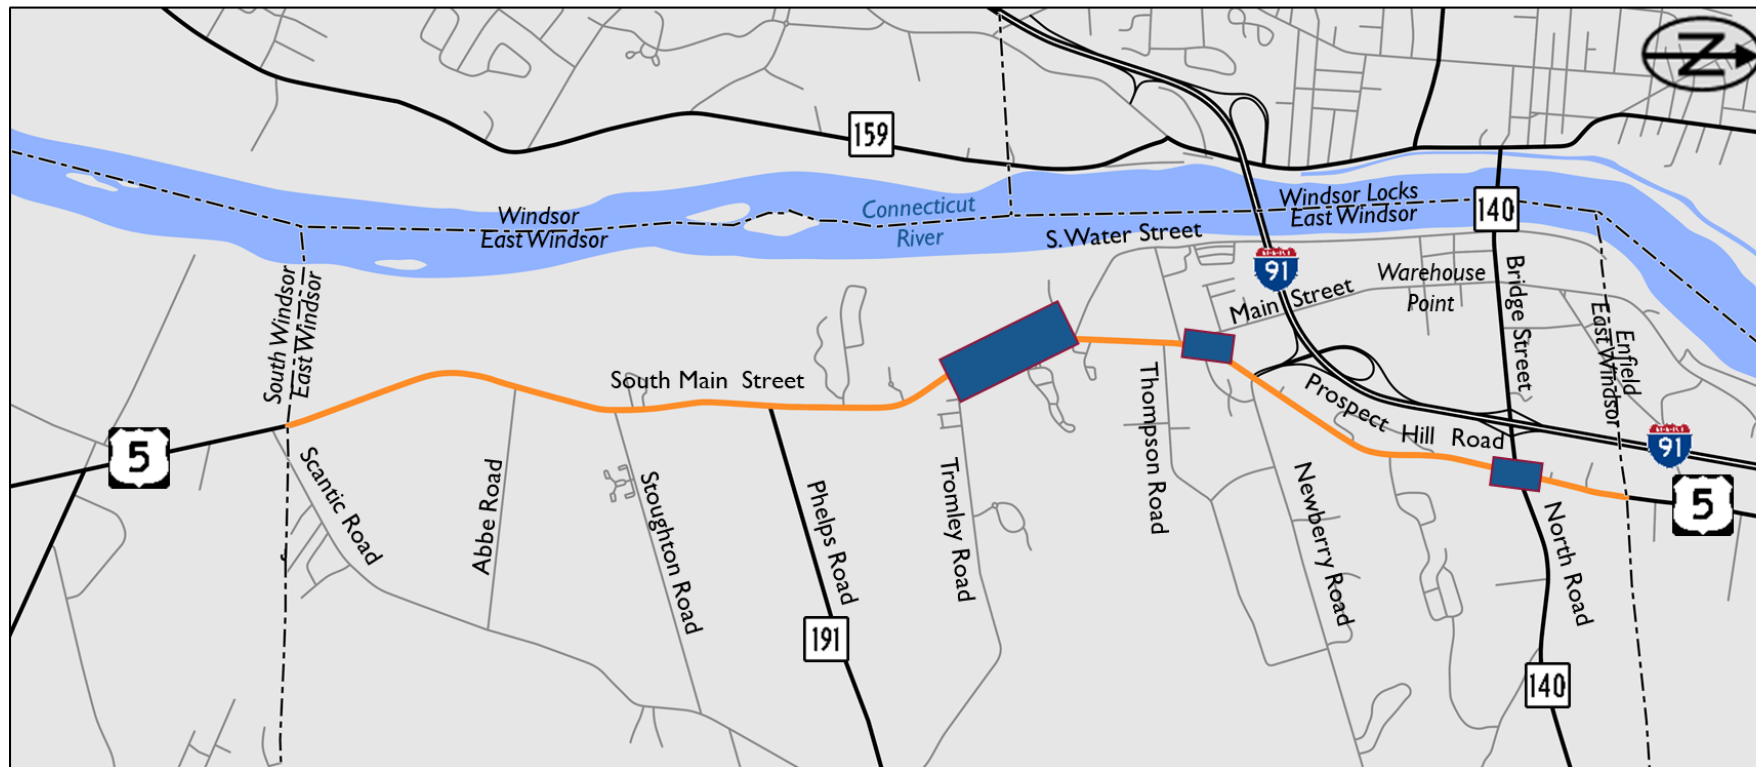 Z
159
Windsor Locks
East Windsor
Connecticut
River
Windsor
East Windsor
140
S. Water Street
91
Warehouse
Point
Main Street
Bridge Street
South Windsor
East Windsor
Enfield
East Windsor
South Main Street
Thompson Road
Prospect Hill Road
5
91
5
Scantic Road
Abbe Road
Stoughton Road
Phelps Road
Tromley Road
Newberry Road
North Road
191
140